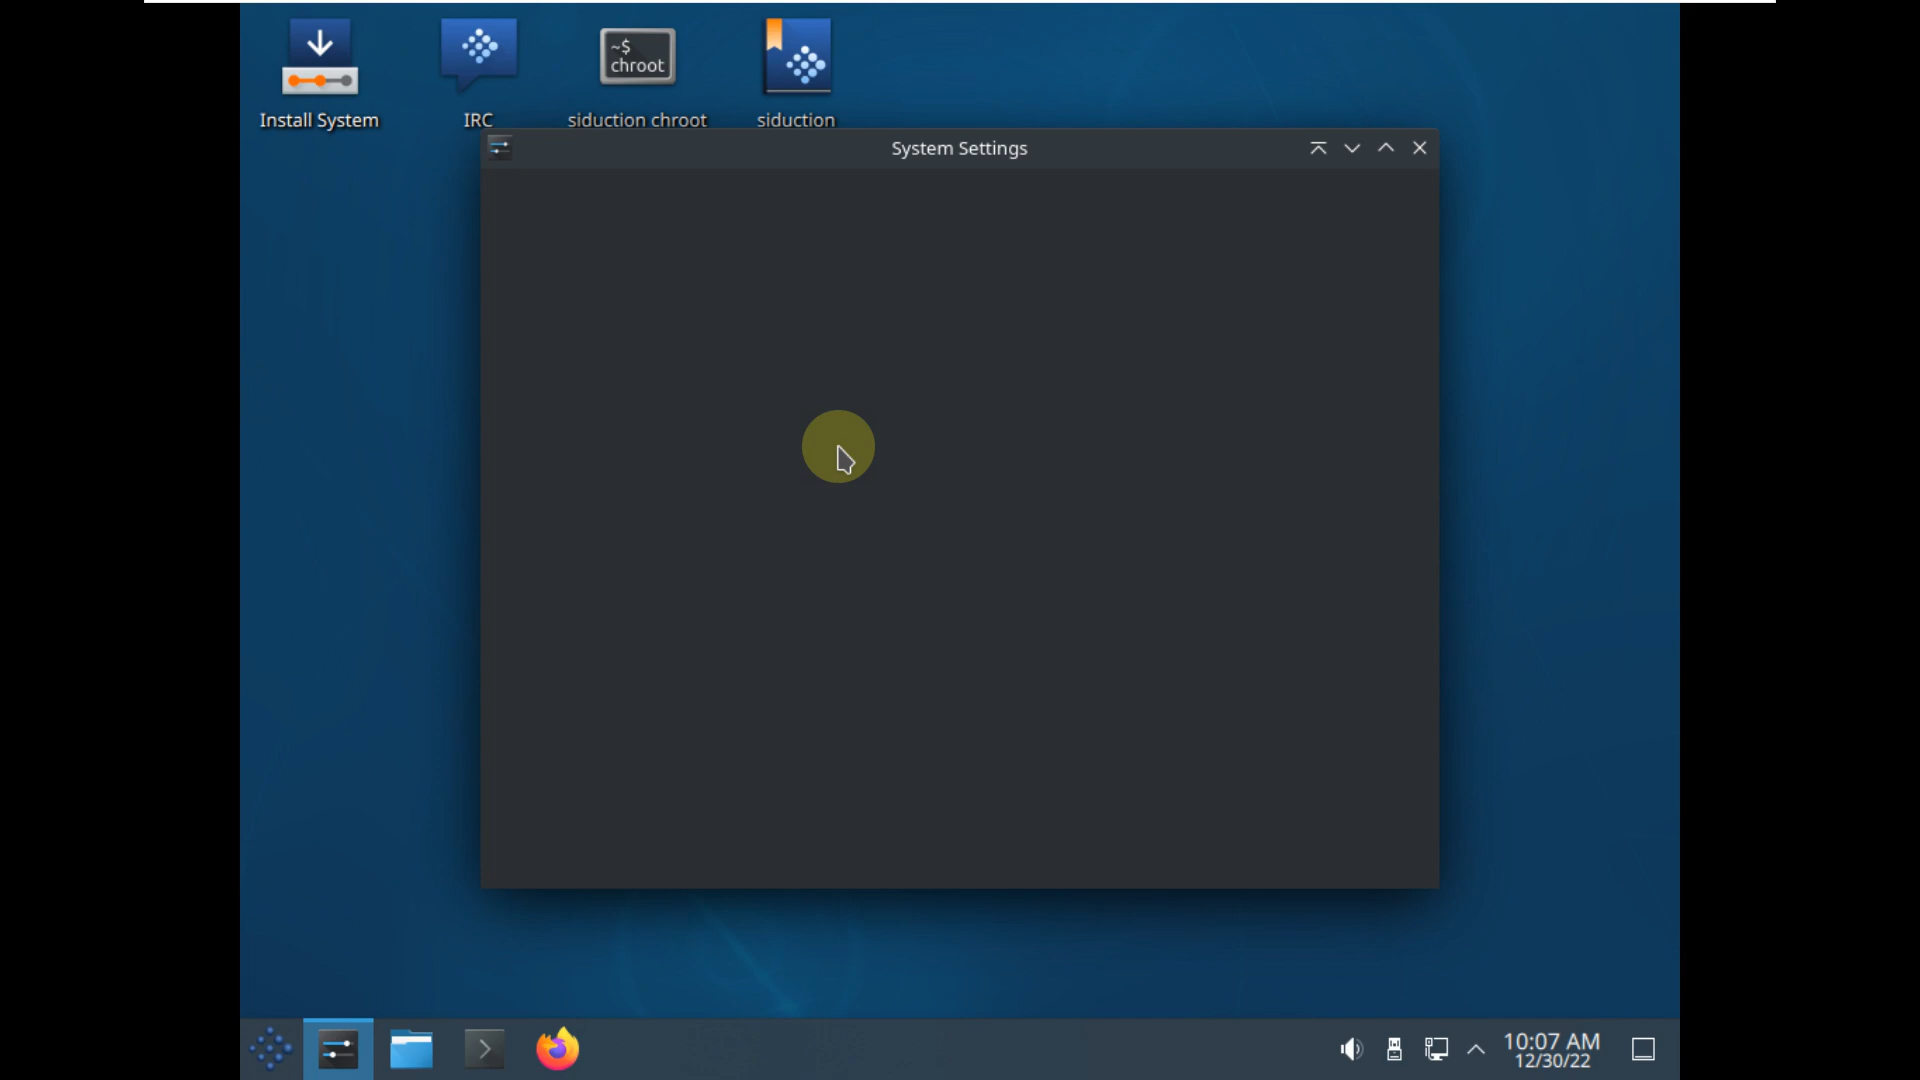 ~$
chroot
Install System
IRC
siduction chroot
siduction
System Settings
10:07 AM
12/30/22